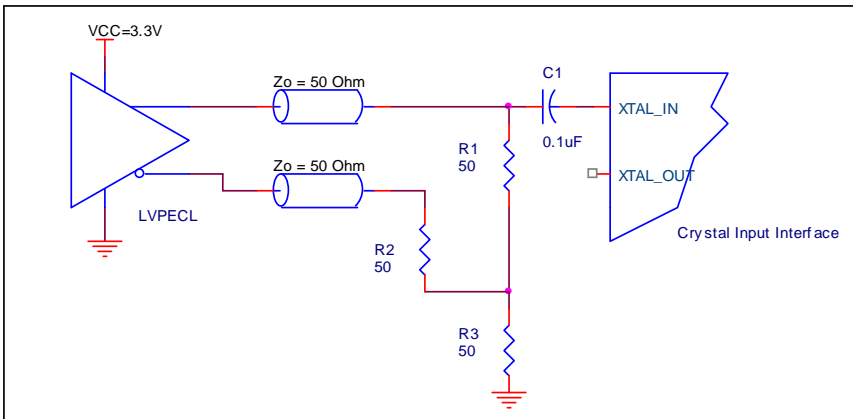 VCC=3.3V
Zo = 50 Ohm
C1
XTAL_IN
0.1uF
R1
50
Zo = 50 Ohm
XTAL_OUT
LVPECL
Crystal Input Interface
R2
50
R3
50